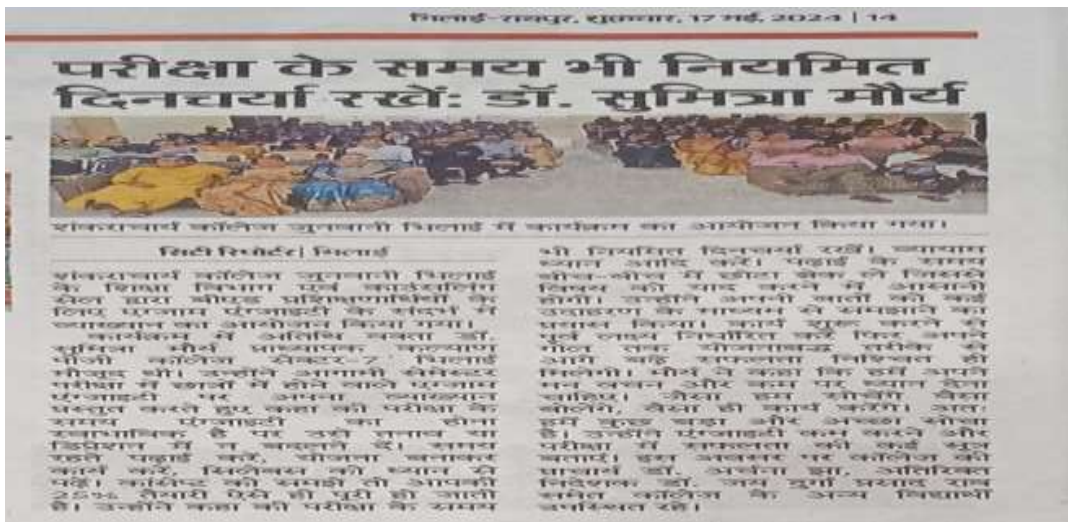 भिलाई-रायपुर, शुक्रवार, 17 मई, 2024 | 14
परीक्षा के समय भी नियमित
दिनचर्या रखें: डॉ. सुमित्रा मौर्य
शंकराचार्य कॉलेज जुनवानी भिलाई में कार्यक्रम का आयोजन किया गया।
सिटी रिपोर्टर| भिलाई
शंकराचार्य कॉलेज जुनवानी भिलाई
के शिक्षा विभाग एवं काउंसलिंग
सेल द्वारा बीएड प्रशिक्षणार्थियों के
लिए एग्जाम एंग्जाइटी के संदर्भ में
व्याख्यान का आयोजन किया गया।
कार्यक्रम में अतिथि वक्ता डॉ.
सुमित्रा मौर्य प्राध्यापक कल्याण
पीजी कॉलेज सेक्टर-7 भिलाई
मौजूद थी। उन्होंने आगामी सेमेस्टर
परीक्षा में छात्रों में होने वाले एग्जाम
एंग्जाइटी पर अपना व्याख्यान
प्रस्तुत करते हुए कहा की परीक्षा के
समय एंग्जाइटी का होना
स्वाभाविक है पर उसे तनाव या
डिप्रेशन में न बदलने दें। समय
रहते पढ़ाई करें, योजना बनाकर
कार्य करें, सिलेबस को ध्यान से
पढ़ें। कांसेप्ट को समझे तो आपकी
25% तैयारी ऐसे ही पूरी हो जाती
है। उन्होंने कहा की परीक्षा के समय
भी नियमित दिनचर्या रखें। व्यायाम
ध्यान आदि करें। पढ़ाई के समय
बीच-बीच में छोटा ब्रेक ले जिससे
विषय को याद करने में आसानी
होगी। उन्होंने अपनी बातों को कई
उदाहरण के माध्यम से समझाने का
प्रयास किया। कार्य शुरू करने से
पूर्व लक्ष्य निर्धारित करें फिर अपने
गोल तक योजनाबद्ध तरीके से
आगे बढ़े सफलता निश्चित ही
मिलेगी। मौर्य ने कहा कि हमें अपने
मन वचन और कर्म पर ध्यान देना
चाहिए। जैसा हम सोचेंगे वैसा
बोलेंगे, वैसा ही कार्य करेंगे। अतः
हमें कुछ बड़ा और अच्छा सोचा
है। उन्होंने एंग्जाइटी कम करने और
परीक्षा में सफलता की कई सूत्र
बताएं। इस अवसर पर कॉलेज की
प्राचार्य डॉ. अर्चना झा, अतिरिक्त
निदेशक डॉ. जय दुर्गा प्रसाद राव
समेत कॉलेज के अन्य विद्यार्थी
उपस्थित रहे।